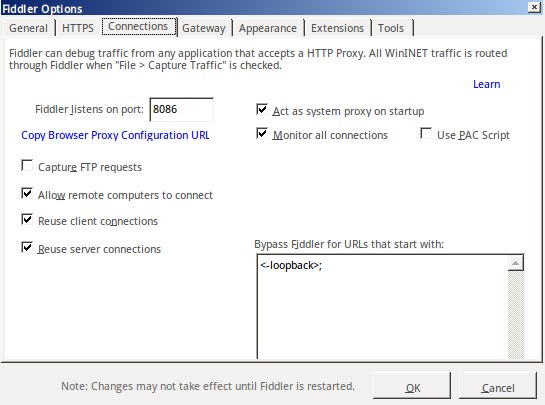 Fiddler Options
General HTTPS Connections Gateway Appearance Extensions Tools
Fiddler can debug traffic from any application that accepts a HTTP Proxy. All WinINET traffic is routed
through Fiddler when "File > Capture Traffic" is checked.
Learn
Fiddler listens on port: 8086
Act as system proxy on startup
Copy Browser Proxy Configuration URL
Monitor all connections Use PAC Script
Capture FTP requests
Allow remote computers to connect
Reuse client connections
Reuse server connections
Bypass Fiddler for URLs that start with:
<-loopback>;
Note: Changes may not take effect until Fiddler is restarted.
OK Cancel